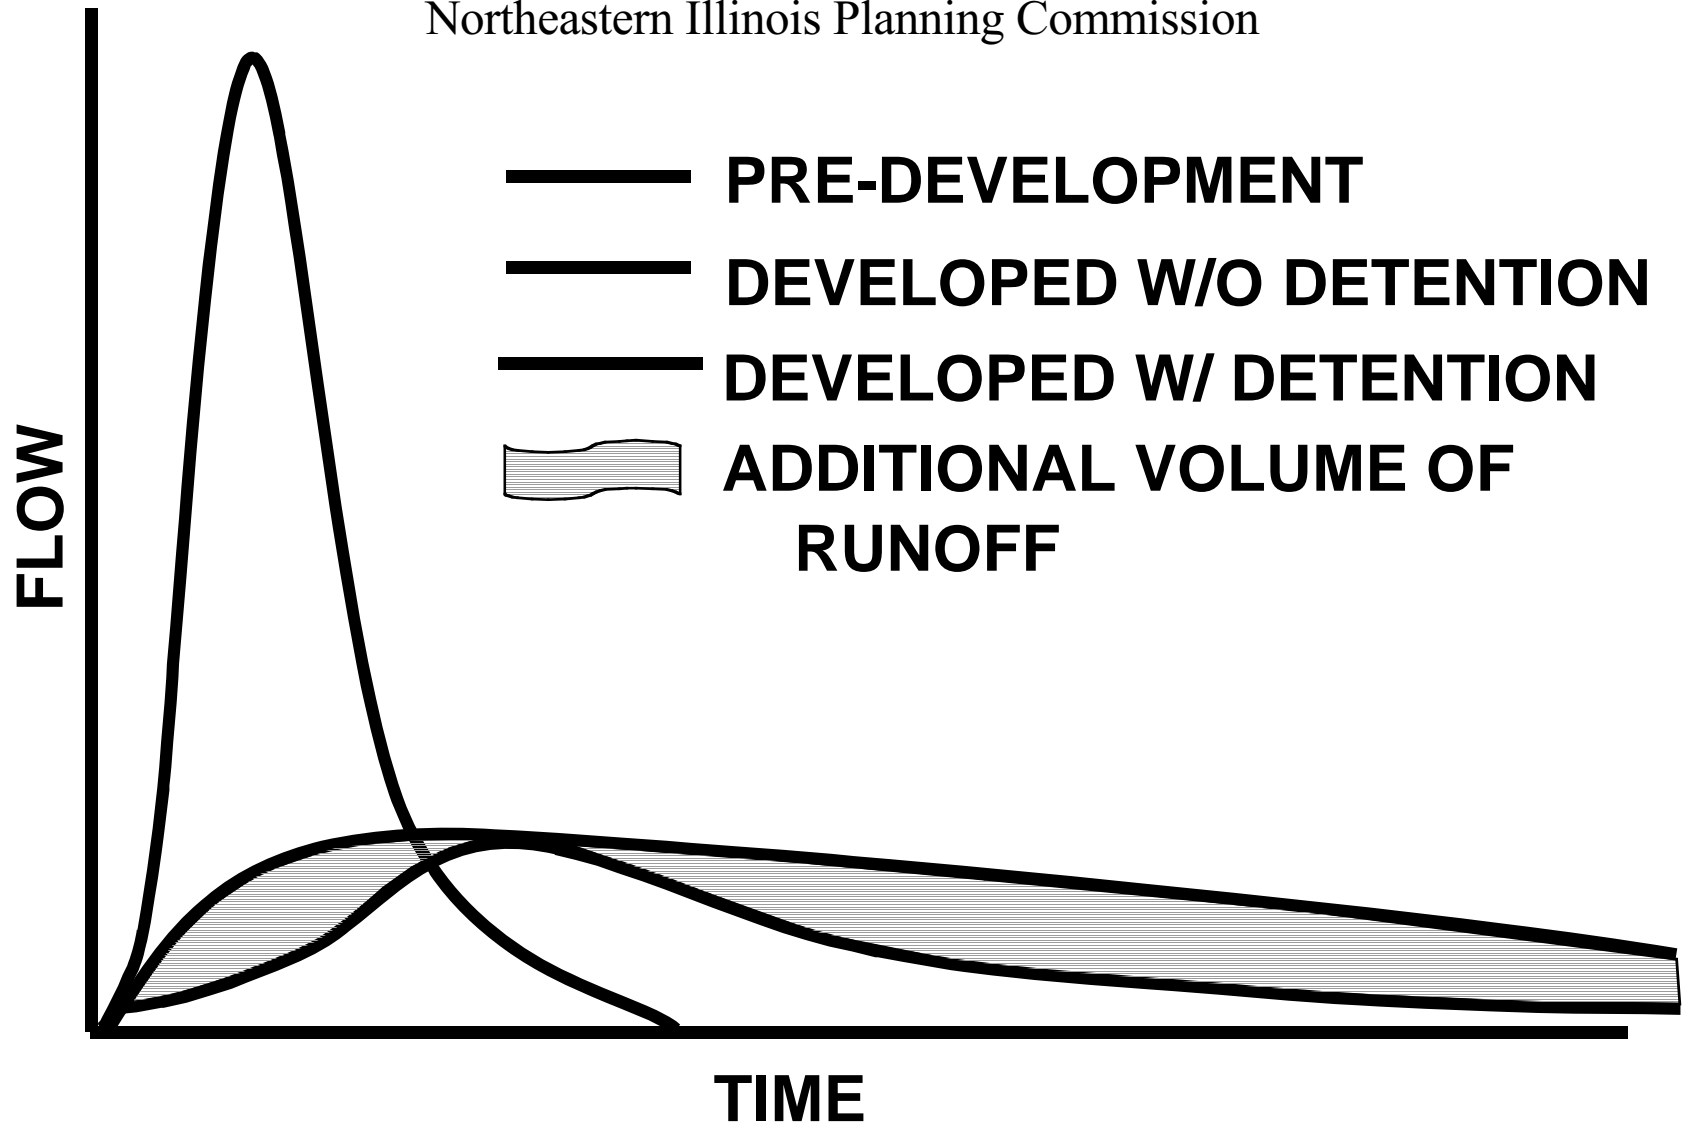 Northeastern Illinois Planning Commission
PRE-DEVELOPMENT
DEVELOPED W/O DETENTION
DEVELOPED W/ DETENTION
ADDITIONAL VOLUME OF
RUNOFF
FLOW
TIME